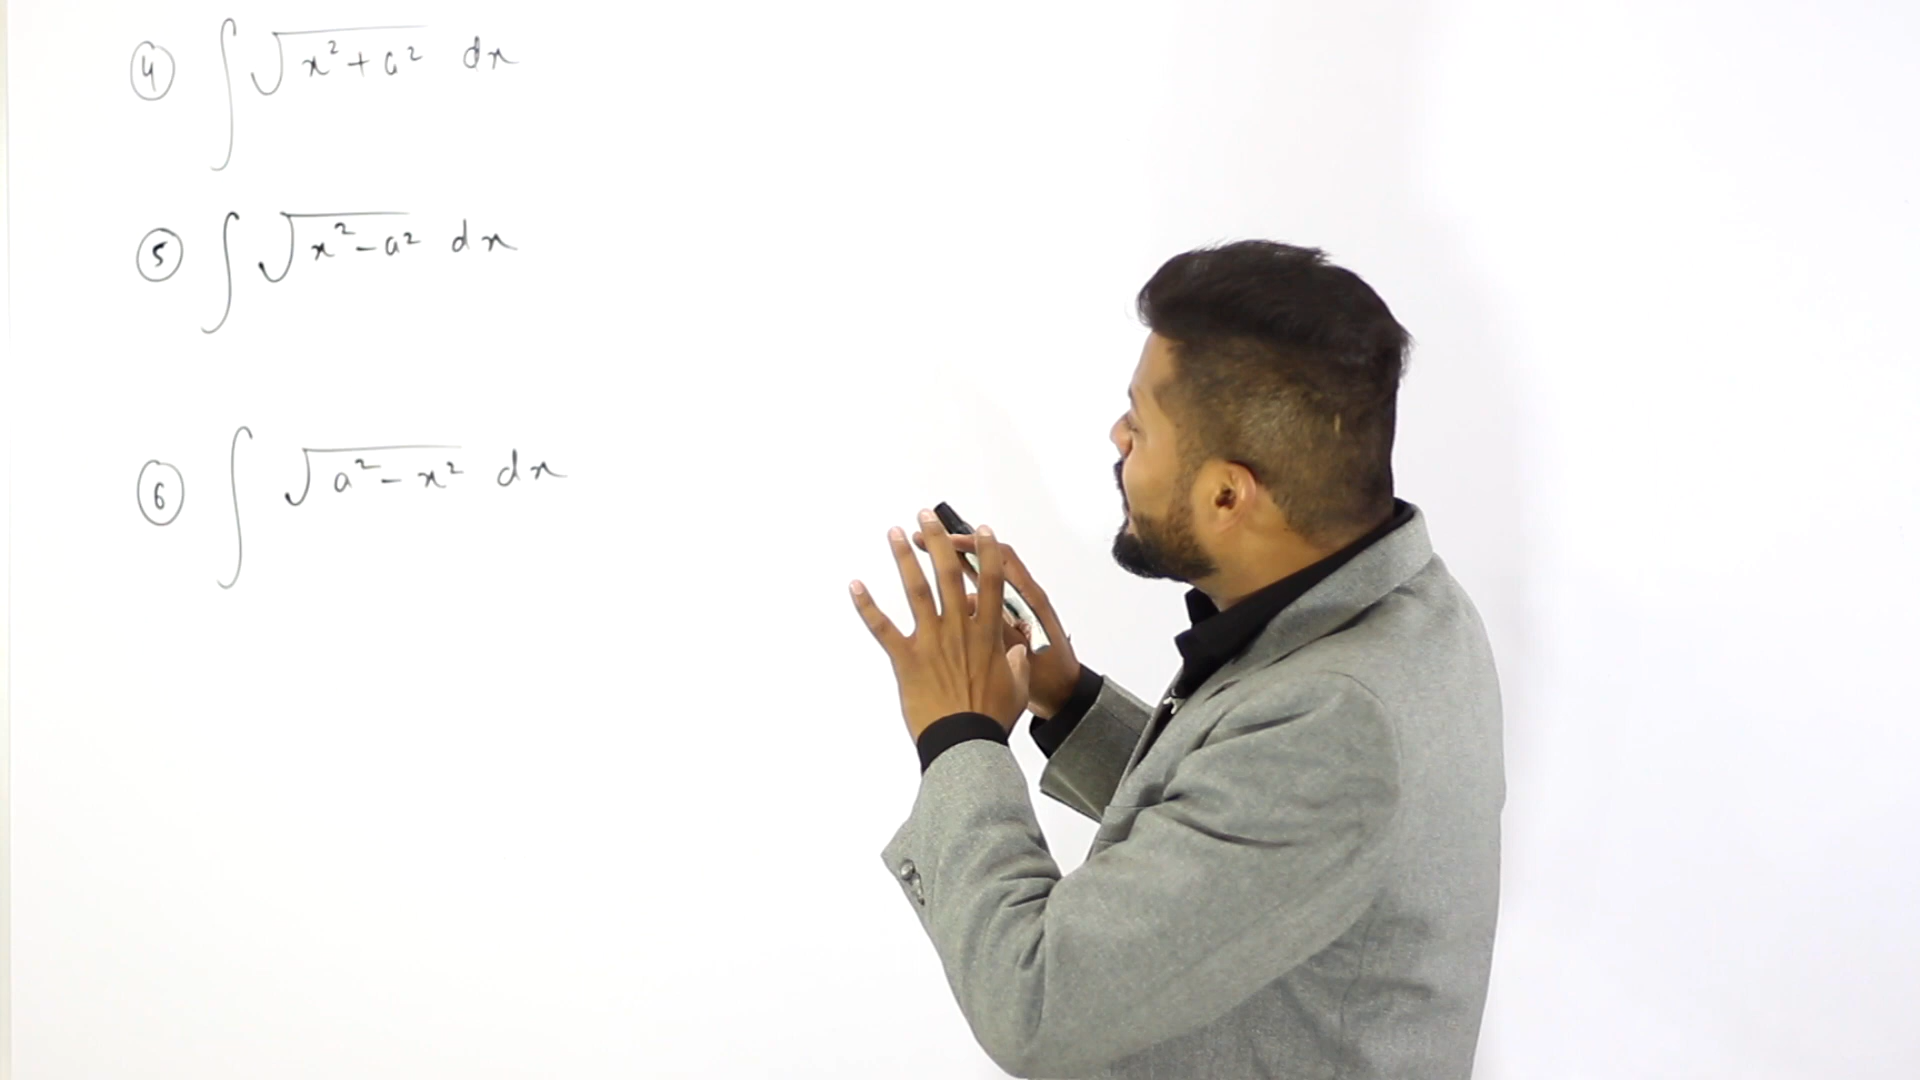 ④ ∫ √(x²+a²) dx
⑤ ∫ √(x²-a²) dx
⑥ ∫ √(a²-x²) dx